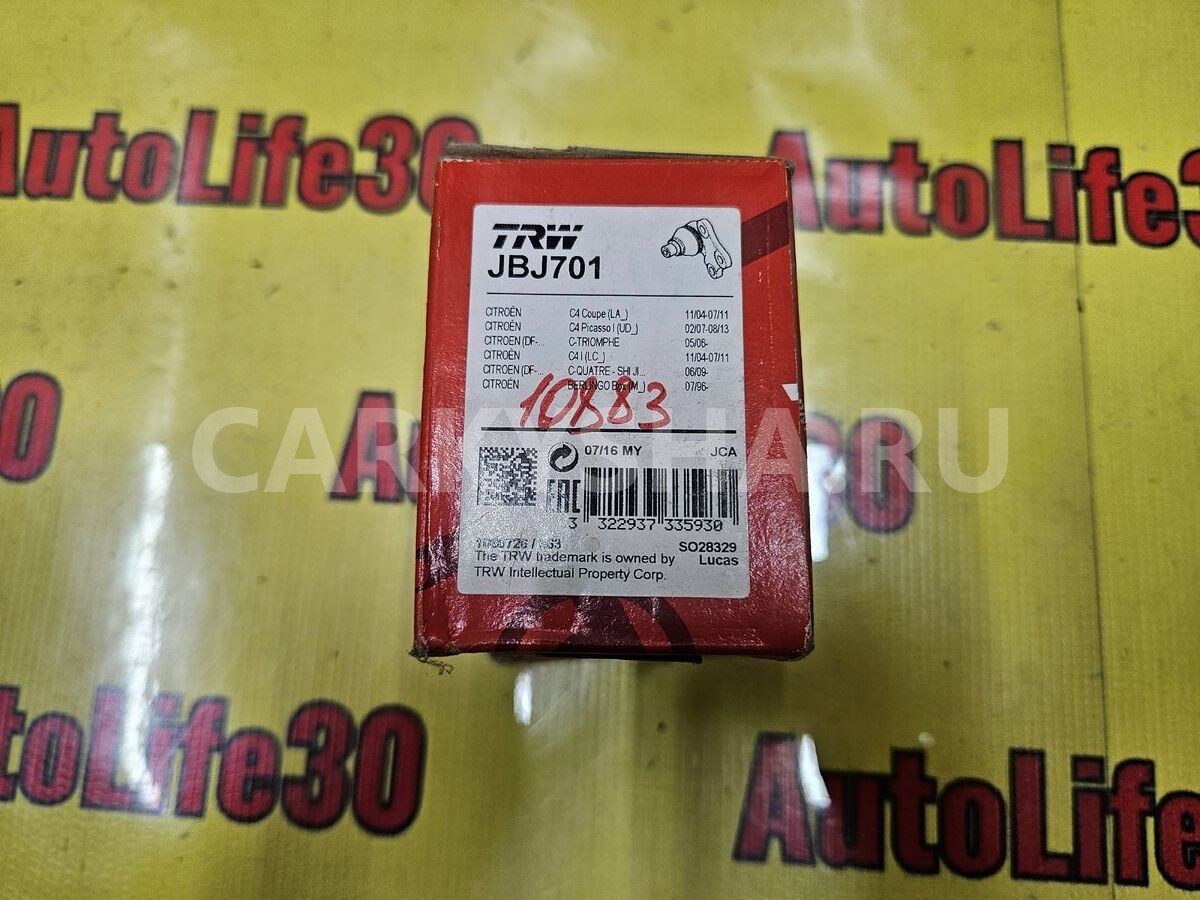 AutoLife30
AutoLife
TRW
JBJ701
CITROËN C4 Coupe (LA_) 11/04-07/11
CITROËN C4 Picasso I (UD_) 02/07-08/13
CITROEN (DF-... C-TRIOMPHE 05/06-
CITROËN C4 I (LC_) 11/04-07/11
CITROEN (DF-... C-QUATRE - SHI JI... 06/09-
CITROËN BERLINGO Box (M_) 07/96-
10883
CARKYSHA.RU
07/16 MY JCA
EAC
3 322937 335930
SO28329
The TRW trademark is owned by Lucas
TRW Intellectual Property Corp.
toLife30
AutoLife30